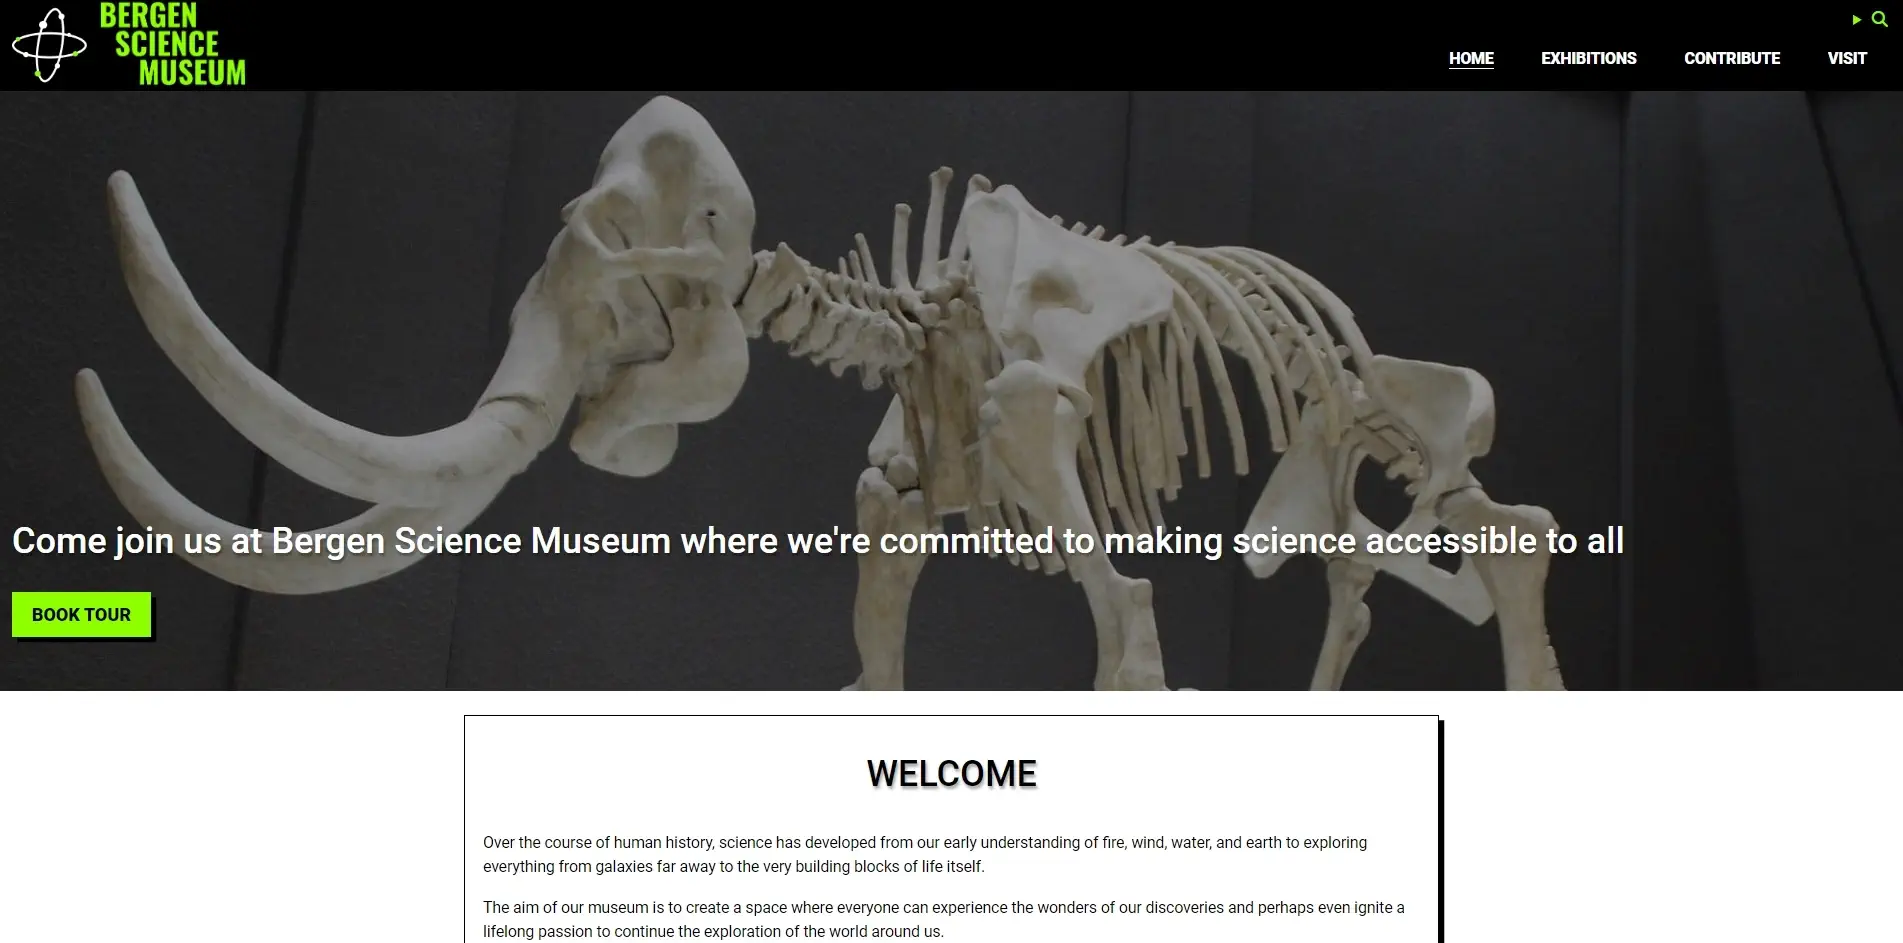 BERGEN
SCIENCE
MUSEUM
HOME EXHIBITIONS CONTRIBUTE VISIT
Come join us at Bergen Science Museum where we're committed to making science accessible to all
BOOK TOUR
WELCOME
Over the course of human history, science has developed from our early understanding of fire, wind, water, and earth to exploring
everything from galaxies far away to the very building blocks of life itself.
The aim of our museum is to create a space where everyone can experience the wonders of our discoveries and perhaps even ignite a
lifelong passion to continue the exploration of the world around us.